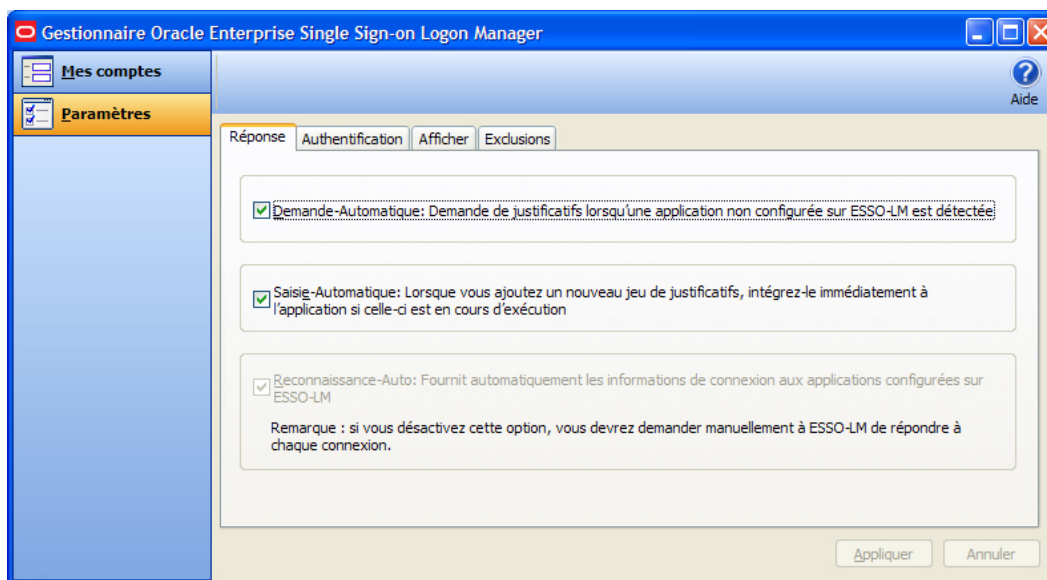 Gestionnaire Oracle Enterprise Single Sign-on Logon Manager
Mes comptes
Paramètres
Aide
Réponse
Authentification
Afficher
Exclusions
Demande-Automatique: Demande de justificatifs lorsqu'une application non configurée sur ESSO-LM est détectée
Saisie-Automatique: Lorsque vous ajoutez un nouveau jeu de justificatifs, intégrez-le immédiatement à
l'application si celle-ci est en cours d'exécution
Reconnaissance-Auto: Fournit automatiquement les informations de connexion aux applications configurées sur
ESSO-LM
Remarque : si vous désactivez cette option, vous devrez demander manuellement à ESSO-LM de répondre à
chaque connexion.
Appliquer
Annuler